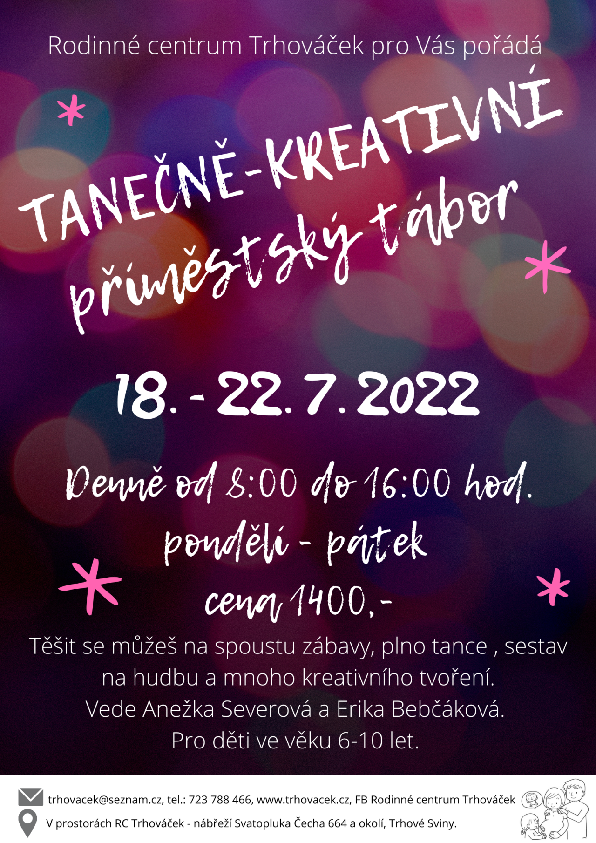 Rodinné centrum Trhováček pro Vás pořádá
TANEČNĚ-KREATIVNÍ
příměstský tábor
18. - 22. 7. 2022
Denně od 8:00 do 16:00 hod.
pondělí - pátek
cena 1400,-
Těšit se můžeš na spoustu zábavy, plno tance , sestav
na hudbu a mnoho kreativního tvoření.
Vede Anežka Severová a Erika Bebčáková.
Pro děti ve věku 6-10 let.
trhovacek@seznam.cz, tel.: 723 788 466, www.trhovacek.cz, FB Rodinné centrum Trhováček
V prostorách RC Trhováček - nábřeží Svatopluka Čecha 664 a okolí, Trhové Sviny.